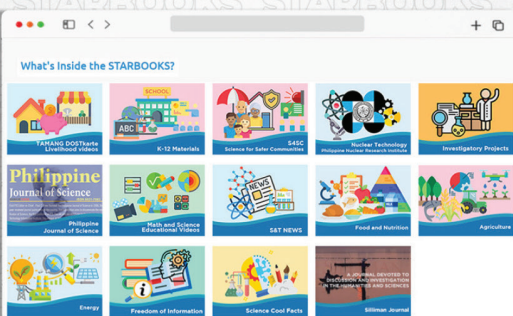 STARBOOKS STARBOOKS STARBOOKS
What's Inside the STARBOOKS?
TAMANG DOSTkarte
Livelihood videos
SCHOOL
ABC
K-12 Materials
S4SC
Science for Safer Communities
Nuclear Technology
Philippine Nuclear Research Institute
Investigatory Projects
Philippine
Journal of Science
Philippine
Journal of Science
Math and Science
Educational Videos
NEWS
S&T NEWS
Food and Nutrition
Agriculture
Energy
Freedom of Information
Science Cool Facts
A JOURNAL DEVOTED TO
DISCUSSION AND INVESTIGATION
IN THE HUMANITIES AND SCIENCES
Silliman Journal